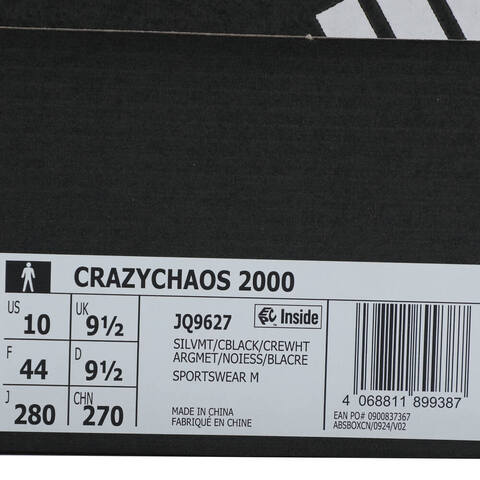 CRAZYCHAOS 2000
US 10 UK 9½
F 44 D 9½
J 280 CHN 270
JQ9627 Inside
SILVMT/CBLACK/CREWHT
ARGMET/NOIESS/BLACRE
SPORTSWEAR M
MADE IN CHINA
FABRIQUÉ EN CHINE
4 068811 899387
EAN PO# 0900837367
ABSBOXCN/0924/V02